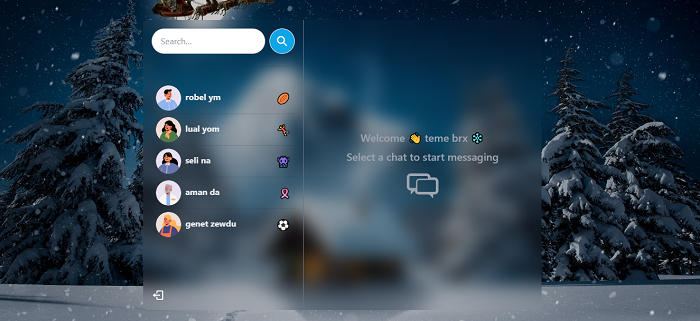 Search...
robel ym
lual yom
seli na
aman da
genet zewdu
Welcome 👋 teme brx ❄
Select a chat to start messaging